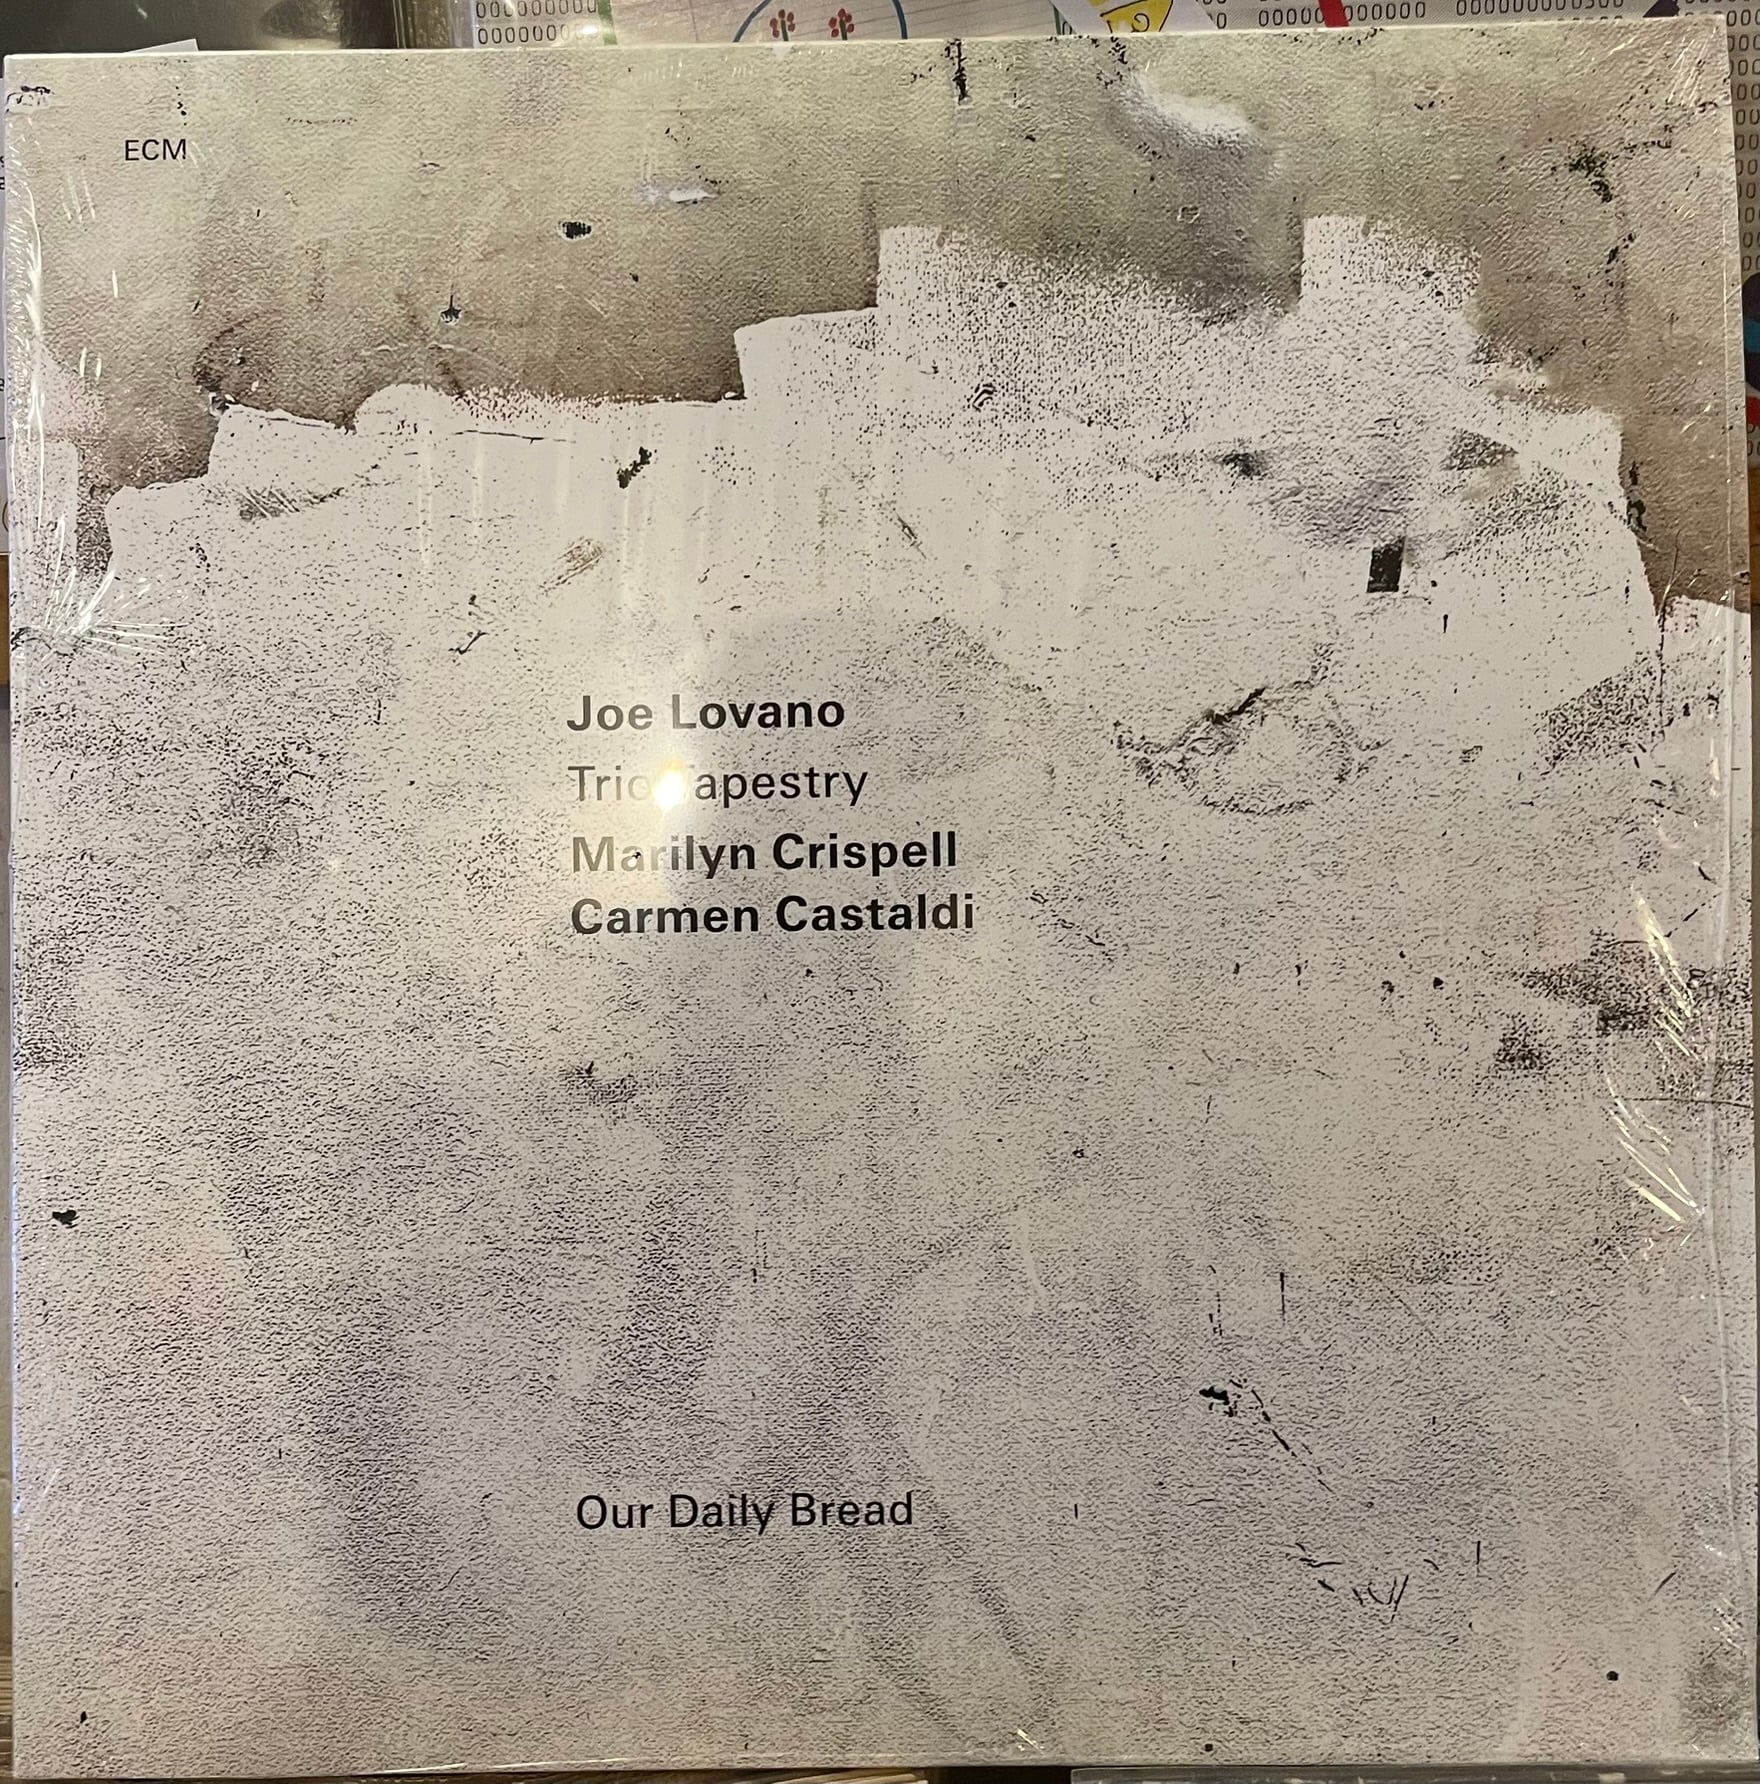 ECM
Joe Lovano
Trio Tapestry
Marilyn Crispell
Carmen Castaldi
Our Daily Bread